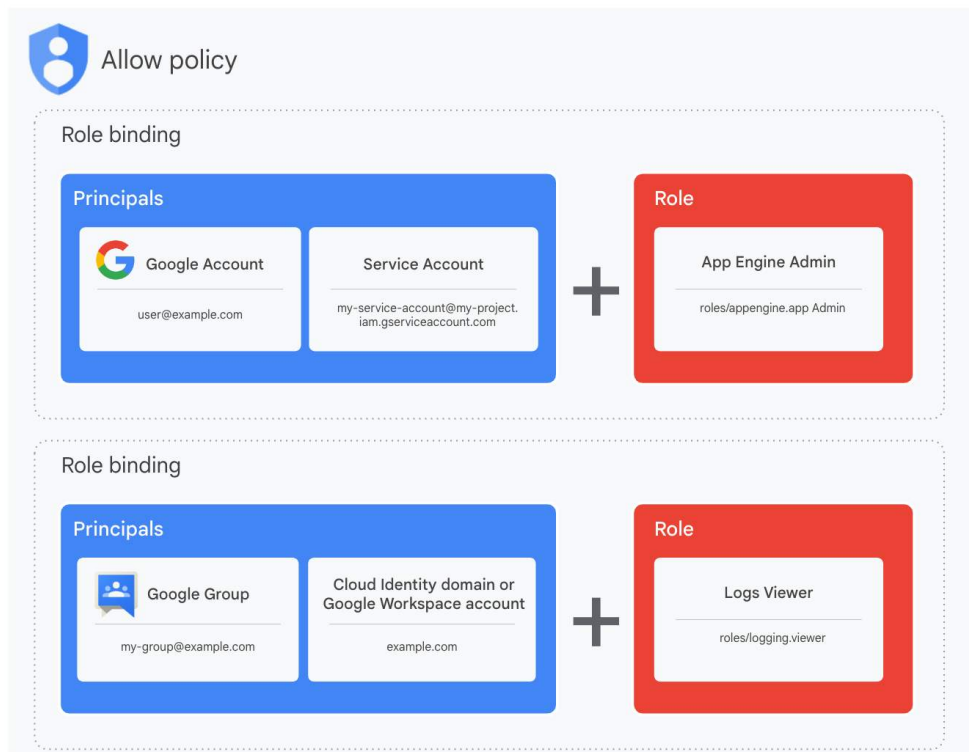 Allow policy
Role binding
Principals
Google Account
user@example.com
Service Account
my-service-account@my-project.
iam.gserviceaccount.com
Role
App Engine Admin
roles/appengine.app Admin
Role binding
Principals
Google Group
my-group@example.com
Cloud Identity domain or
Google Workspace account
example.com
Role
Logs Viewer
roles/logging.viewer